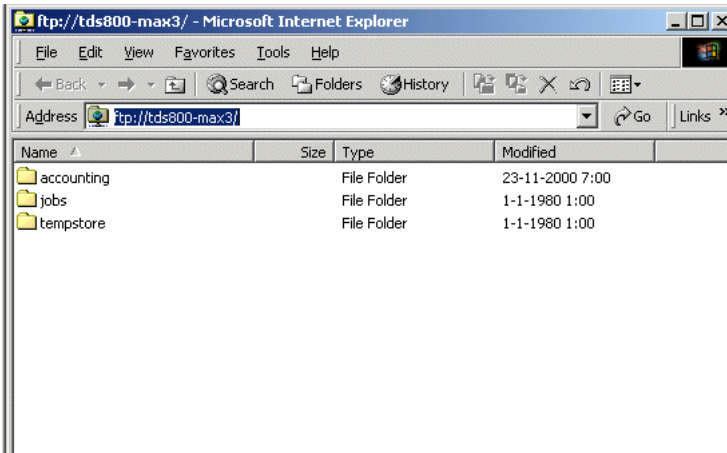 ftp://tds800-max3/ - Microsoft Internet Explorer
File Edit View Favorites Tools Help
Back Search Folders History
Address ftp://tds800-max3/ Go Links »
Name Size Type Modified
accounting File Folder 23-11-2000 7:00
jobs File Folder 1-1-1980 1:00
tempstore File Folder 1-1-1980 1:00